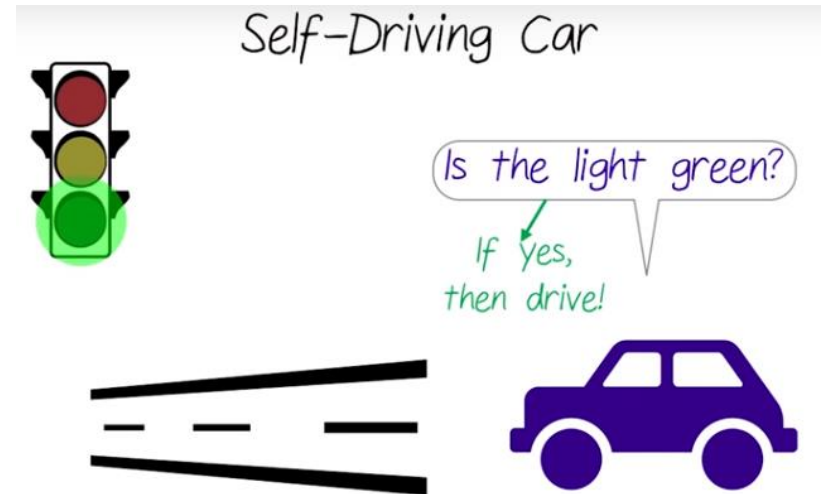 Self-Driving Car
Is the light green?
If yes,
then drive!